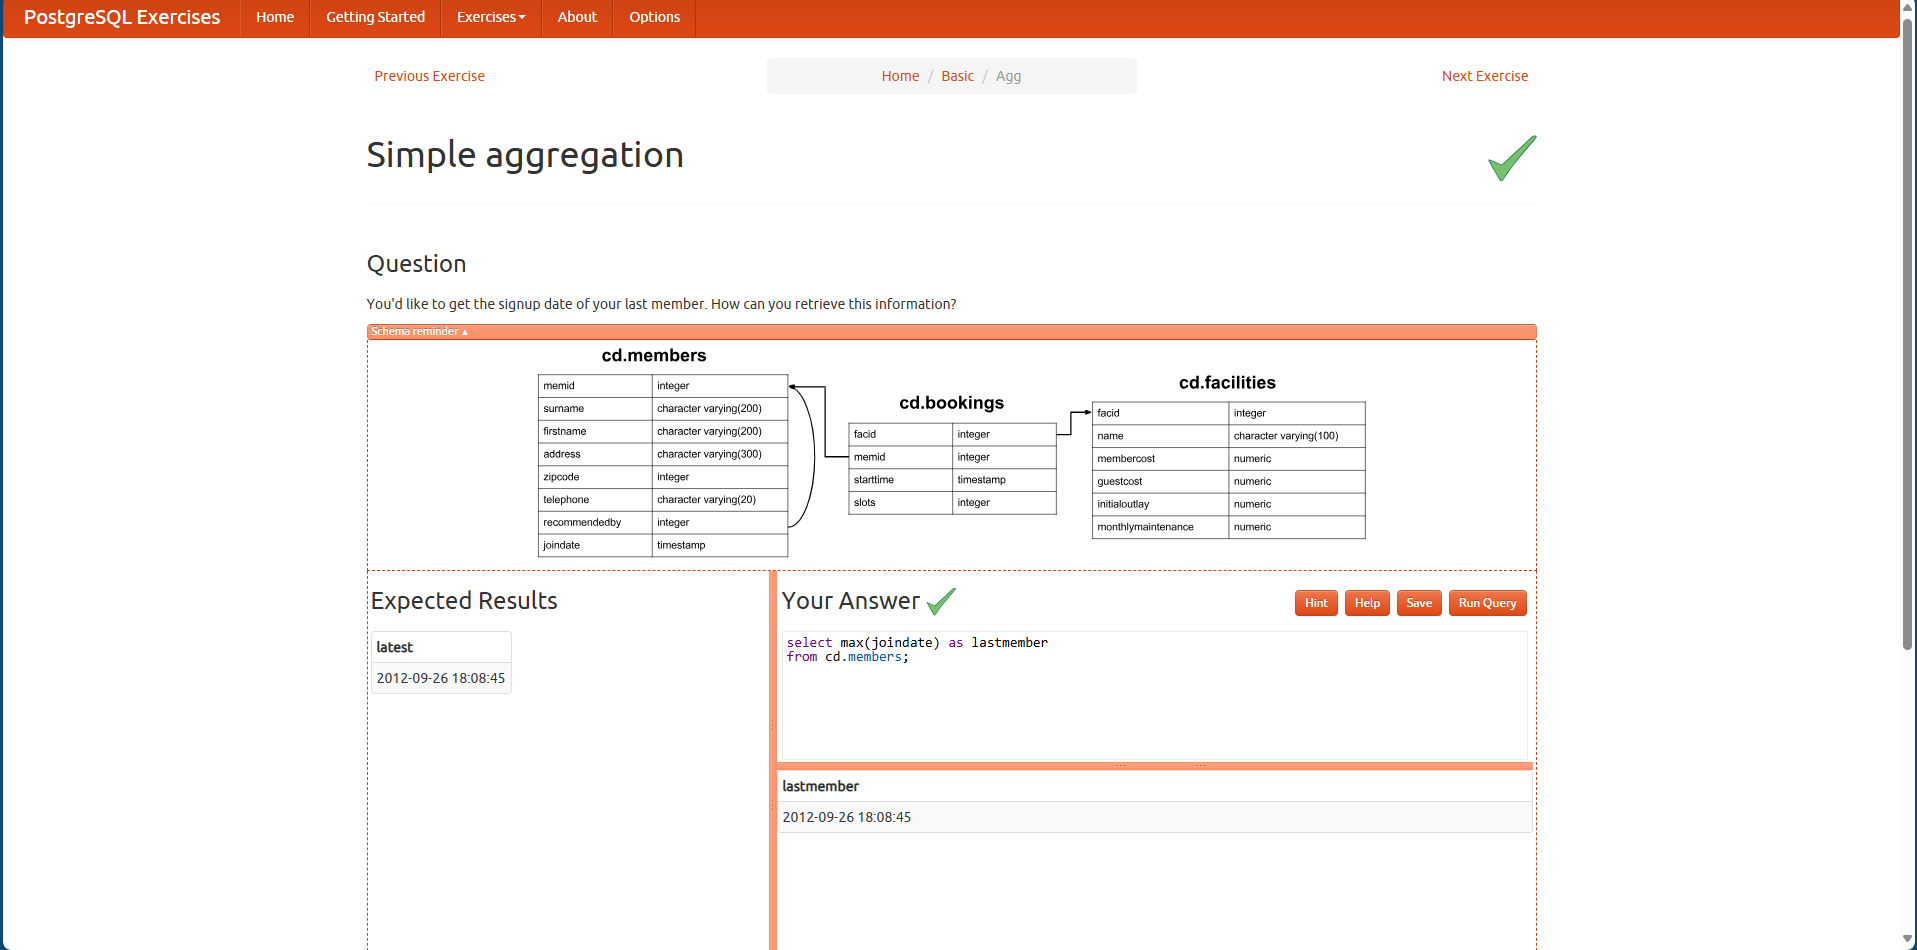 PostgreSQL Exercises Home Getting Started Exercises About Options
Previous Exercise Home / Basic / Agg Next Exercise
Simple aggregation
Question
You'd like to get the signup date of your last member. How can you retrieve this information?
Schema reminder ▲
cd.members
memid integer
surname character varying(200)
firstname character varying(200)
address character varying(300)
zipcode integer
telephone character varying(20)
recommendedby integer
joindate timestamp
cd.bookings
facid integer
memid integer
starttime timestamp
slots integer
cd.facilities
facid integer
name character varying(100)
membercost numeric
guestcost numeric
initialoutlay numeric
monthlymaintenance numeric
Expected Results
latest
2012-09-26 18:08:45
Your Answer
Hint Help Save Run Query
select max(joindate) as lastmember
from cd.members;
lastmember
2012-09-26 18:08:45